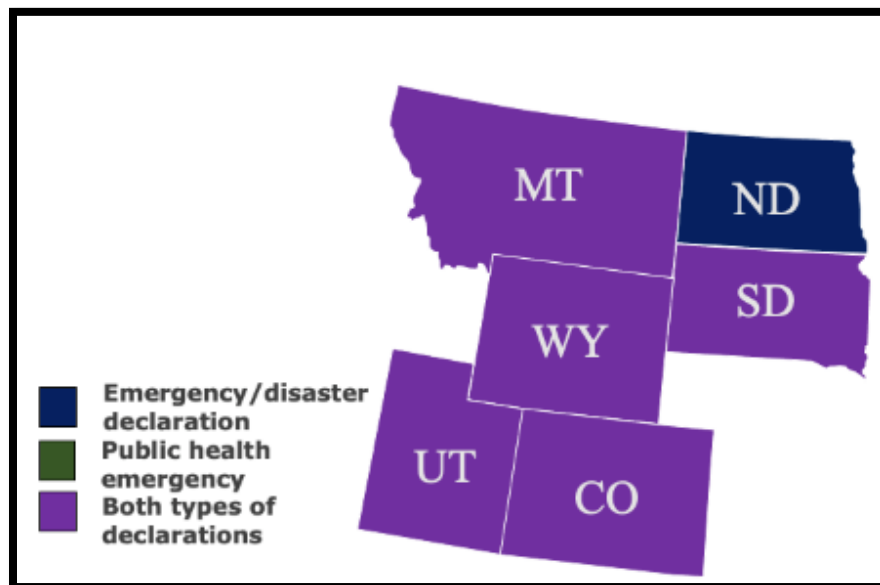 MT
ND
SD
WY
UT
CO
Emergency/disaster
declaration
Public health
emergency
Both types of
declarations